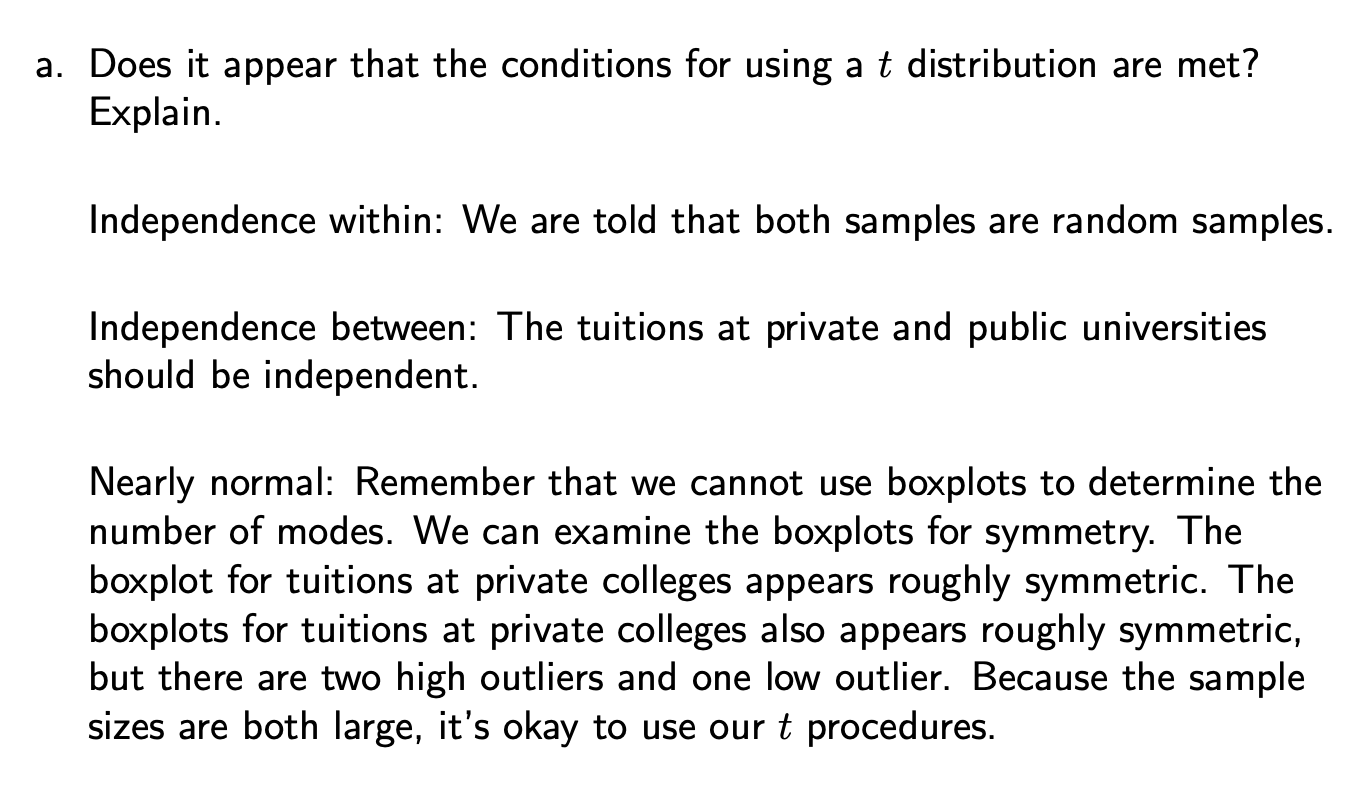 a. Does it appear that the conditions for using a t distribution are met?
Explain.
Independence within: We are told that both samples are random samples.
Independence between: The tuitions at private and public universities
should be independent.
Nearly normal: Remember that we cannot use boxplots to determine the
number of modes. We can examine the boxplots for symmetry. The
boxplot for tuitions at private colleges appears roughly symmetric. The
boxplots for tuitions at private colleges also appears roughly symmetric,
but there are two high outliers and one low outlier. Because the sample
sizes are both large, it's okay to use our t procedures.